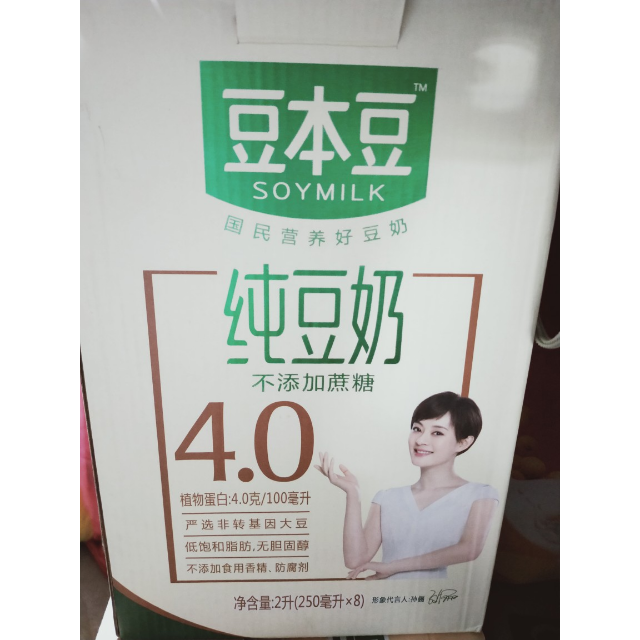 豆本豆™
SOYMILK
国民营养好豆奶
纯豆奶
不添加蔗糖
4.0
植物蛋白:4.0克/100毫升
严选非转基因大豆
低饱和脂肪,无胆固醇
不添加食用香精、防腐剂
净含量:2升(250毫升×8) 形象代言人:孙俪